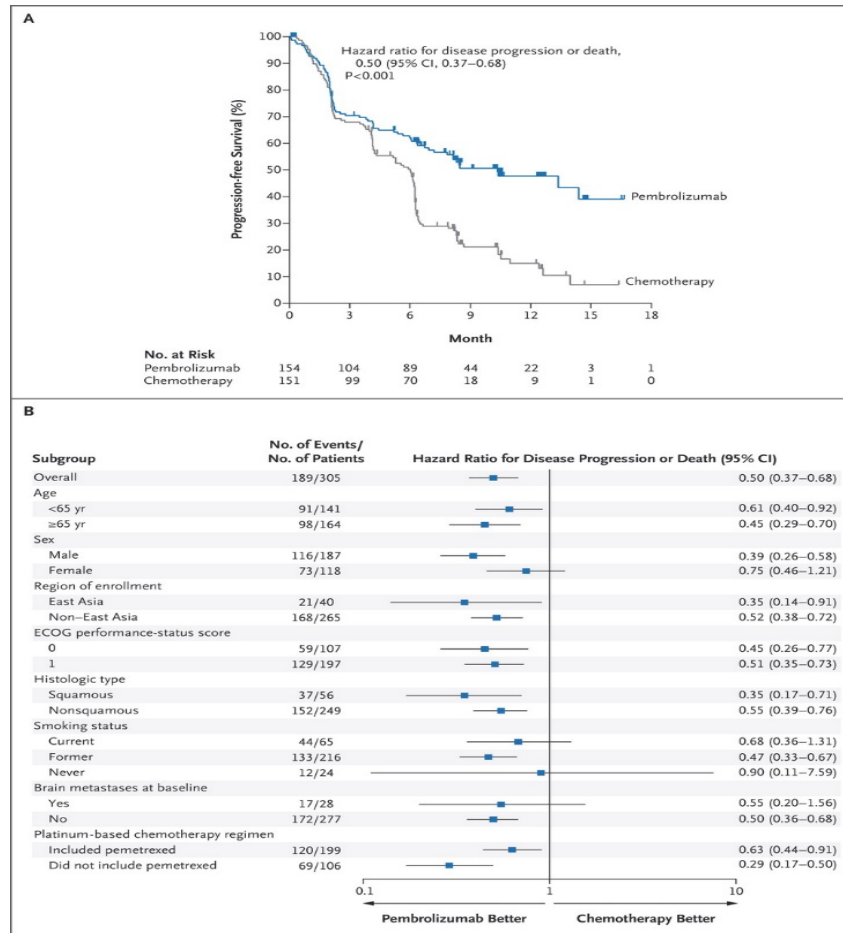 A
Hazard ratio for disease progression or death,
0.50 (95% CI, 0.37–0.68)
P<0.001
Progression-free Survival (%)
100
90
80
70
60
50
40
30
20
10
0
Pembrolizumab
Chemotherapy
0 3 6 9 12 15 18
Month
No. at Risk
Pembrolizumab 154 104 89 44 22 3 1
Chemotherapy 151 99 70 18 9 1 0
B
Subgroup No. of Events/ No. of Patients Hazard Ratio for Disease Progression or Death (95% CI)
Overall 189/305 0.50 (0.37–0.68)
Age
<65 yr 91/141 0.61 (0.40–0.92)
≥65 yr 98/164 0.45 (0.29–0.70)
Sex
Male 116/187 0.39 (0.26–0.58)
Female 73/118 0.75 (0.46–1.21)
Region of enrollment
East Asia 21/40 0.35 (0.14–0.91)
Non–East Asia 168/265 0.52 (0.38–0.72)
ECOG performance-status score
0 59/107 0.45 (0.26–0.77)
1 129/197 0.51 (0.35–0.73)
Histologic type
Squamous 37/56 0.35 (0.17–0.71)
Nonsquamous 152/249 0.55 (0.39–0.76)
Smoking status
Current 44/65 0.68 (0.36–1.31)
Former 133/216 0.47 (0.33–0.67)
Never 12/24 0.90 (0.11–7.59)
Brain metastases at baseline
Yes 17/28 0.55 (0.20–1.56)
No 172/277 0.50 (0.36–0.68)
Platinum-based chemotherapy regimen
Included pemetrexed 120/199 0.63 (0.44–0.91)
Did not include pemetrexed 69/106 0.29 (0.17–0.50)
0.1 1 10
Pembrolizumab Better Chemotherapy Better